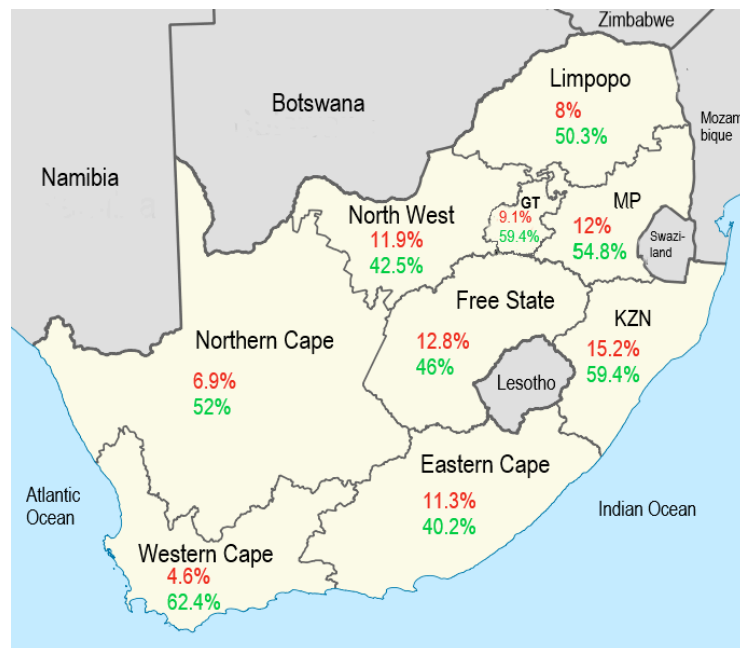 Zimbabwe
Limpopo
8%
50.3%
Botswana
Mozam
bique
Namibia
GT
9.1%
59.4%
MP
12%
54.8%
North West
11.9%
42.5%
Swazi-
land
Free State
12.8%
46%
KZN
15.2%
59.4%
Northern Cape
6.9%
52%
Lesotho
Eastern Cape
11.3%
40.2%
Atlantic
Ocean
Indian Ocean
Western Cape
4.6%
62.4%